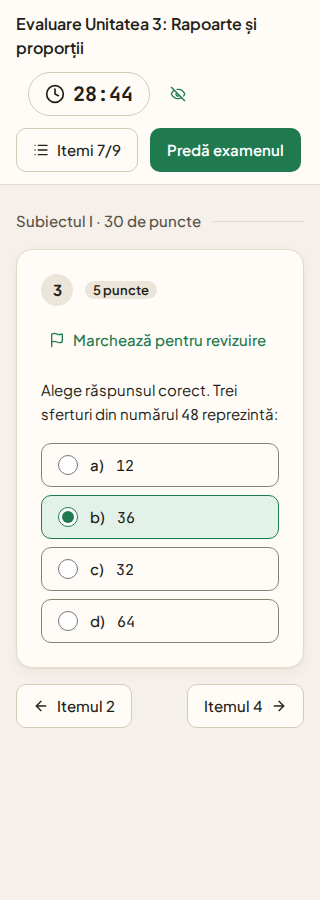 Evaluare Unitatea 3: Rapoarte și
proporții
28:44
Itemi 7/9
Predă examenul
Subiectul I · 30 de puncte
3
5 puncte
Marchează pentru revizuire
Alege răspunsul corect. Trei
sferturi din numărul 48 reprezintă:
a) 12
b) 36
c) 32
d) 64
Itemul 2
Itemul 4